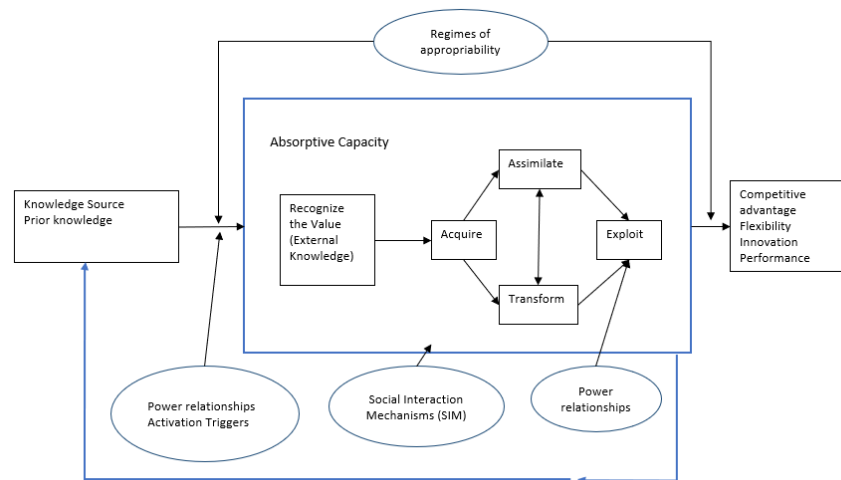 Regimes of
appropriability
Absorptive Capacity
Assimilate
Knowledge Source
Prior knowledge
Recognize
the Value
(External
Knowledge)
Acquire
Exploit
Competitive
advantage
Flexibility
Innovation
Performance
Transform
Power relationships
Activation Triggers
Social Interaction
Mechanisms (SIM)
Power
relationships